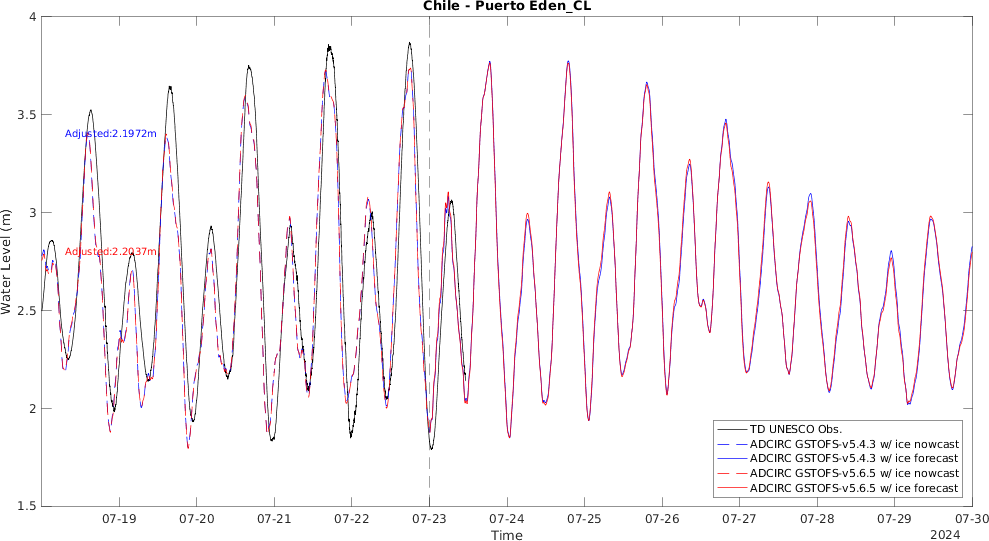 Chile - Puerto Eden_CL
4
3.5
3
2.5
2
1.5
Water Level (m)
Adjusted:2.1972m
Adjusted:2.2037m
TD UNESCO Obs.
ADCIRC GSTOFS-v5.4.3 w/ ice nowcast
ADCIRC GSTOFS-v5.4.3 w/ ice forecast
ADCIRC GSTOFS-v5.6.5 w/ ice nowcast
ADCIRC GSTOFS-v5.6.5 w/ ice forecast
07-19 07-20 07-21 07-22 07-23 07-24 07-25 07-26 07-27 07-28 07-29 07-30
Time
2024